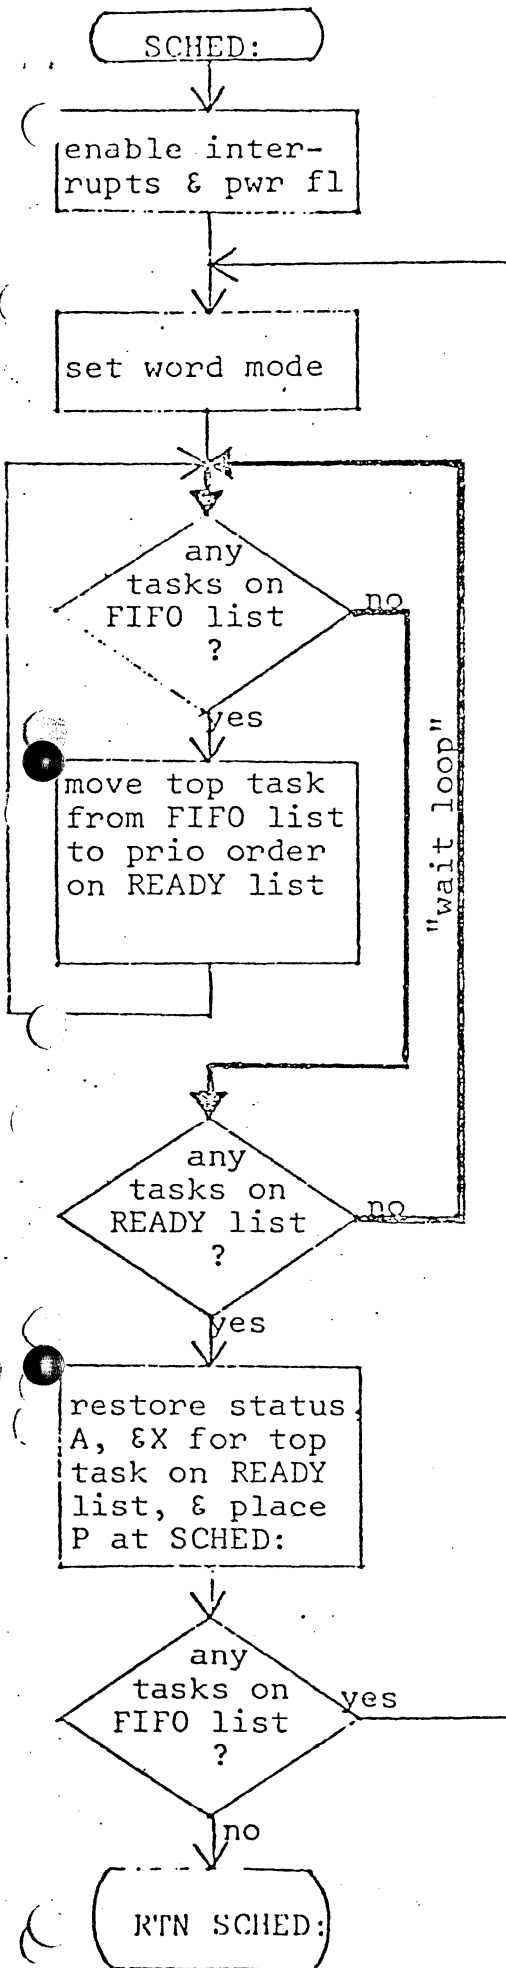 SCHED:
enable inter-
rupts & pwr fl
set word mode
any
tasks on
FIFO list
?
no
yes
move top task
from FIFO list
to prio order
on READY list
"wait loop"
any
tasks on
READY list
?
no
yes
restore status
A, &X for top
task on READY
list, & place
P at SCHED:
any
tasks on
FIFO list
?
yes
no
RTN SCHED: